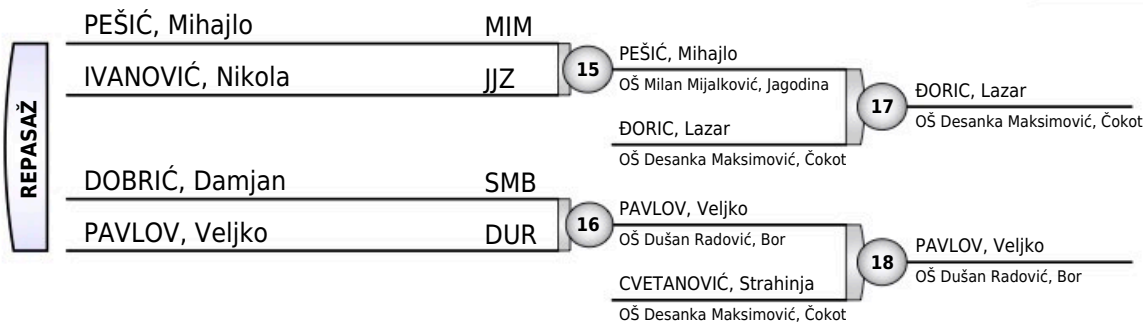 REPASAŽ
PEŠIĆ, Mihajlo MIM
IVANOVIĆ, Nikola JJZ
15
PEŠIĆ, Mihajlo
OŠ Milan Mijalković, Jagodina
ĐORIC, Lazar
OŠ Desanka Maksimović, Čokot
17
ĐORIC, Lazar
OŠ Desanka Maksimović, Čokot
DOBRIĆ, Damjan SMB
PAVLOV, Veljko DUR
16
PAVLOV, Veljko
OŠ Dušan Radović, Bor
CVETANOVIĆ, Strahinja
OŠ Desanka Maksimović, Čokot
18
PAVLOV, Veljko
OŠ Dušan Radović, Bor